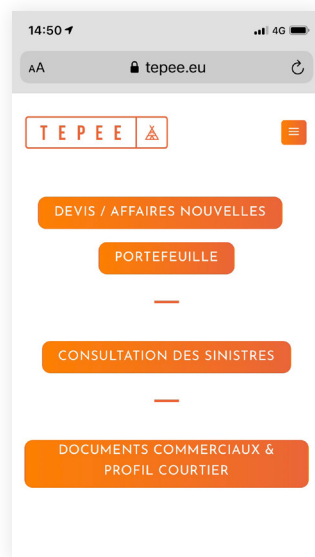 14:50
4G
AA
tepee.eu
TEPEE
DEVIS / AFFAIRES NOUVELLES
PORTEFEUILLE
CONSULTATION DES SINISTRES
DOCUMENTS COMMERCIAUX &
PROFIL COURTIER